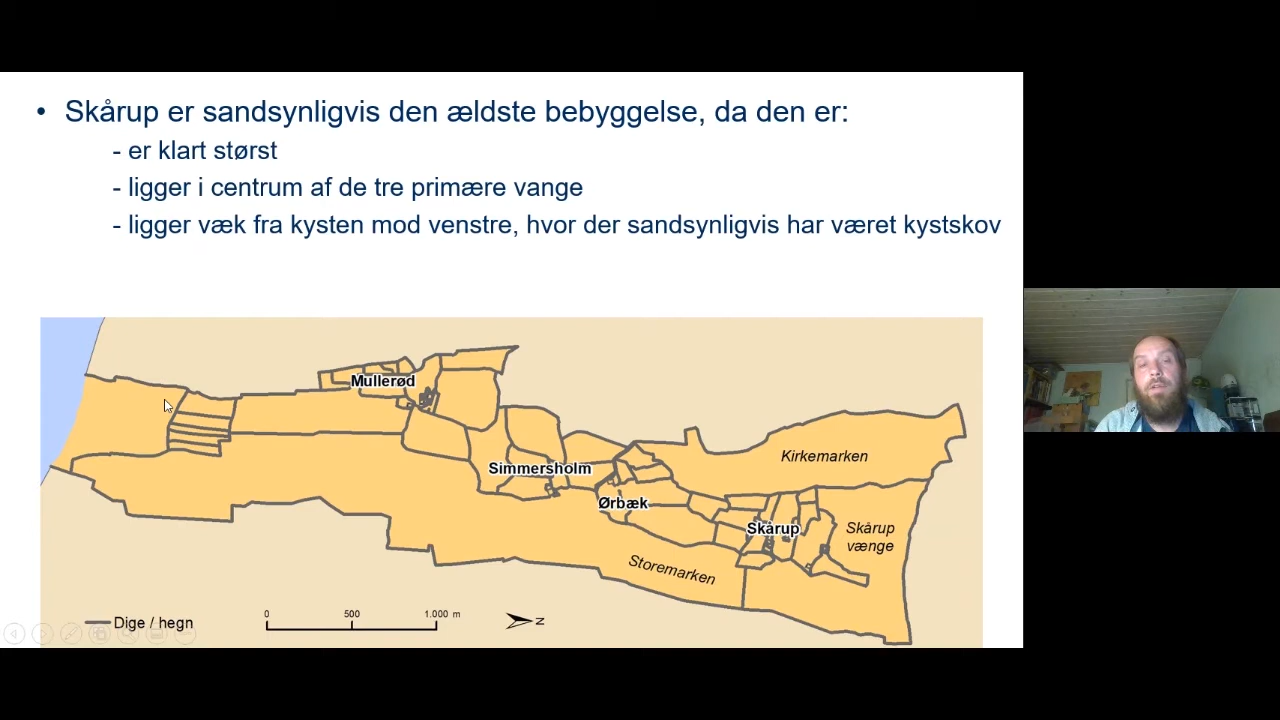 • Skårup er sandsynligvis den ældste bebyggelse, da den er:
- er klart størst
- ligger i centrum af de tre primære vange
- ligger væk fra kysten mod venstre, hvor der sandsynligvis har været kystskov
Mullerød
Simmersholm
Ørbæk
Skårup
Kirkemarken
Skårup
vænge
Storemarken
Dige / hegn
0 500 1.000 m
N